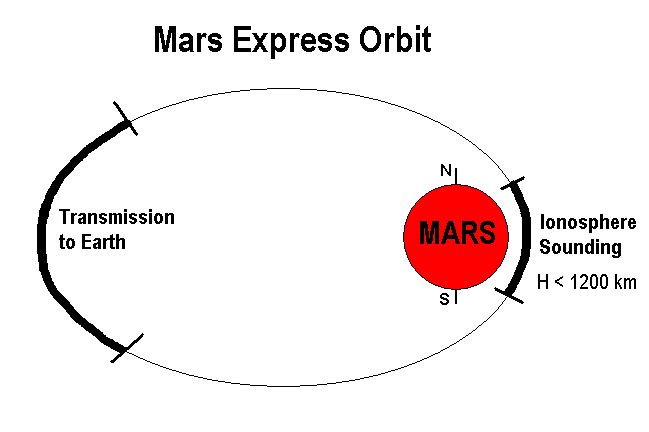 Mars Express Orbit
N
MARS
S
Transmission
to Earth
Ionosphere
Sounding
H < 1200 km